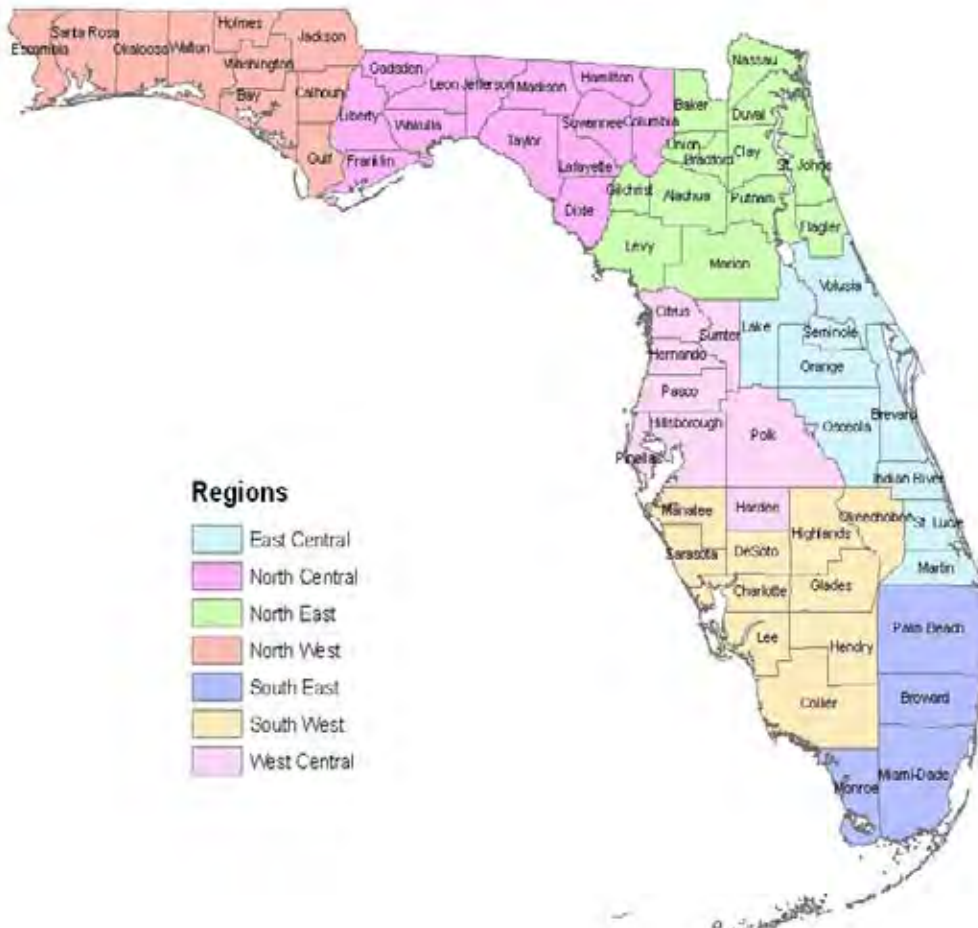 Holmes
Santa Rosa
Jackson
Escambia
Okaloosa
Walton
Washington
Bay
Calhoun
Gulf
Gadsden
Leon
Jefferson
Madison
Hamilton
Liberty
Wakulla
Taylor
Suwannee
Columbia
Franklin
Lafayette
Dixie
Nassau
Baker
Duval
Union
Bradford
Clay
St. Johns
Gilchrist
Alachua
Putnam
Flagler
Levy
Marion
Volusia
Citrus
Sumter
Lake
Seminole
Hernando
Orange
Pasco
Brevard
Hillsborough
Polk
Osceola
Pinellas
Indian River
Manatee
Hardee
Okeechobee
St. Lucie
Highlands
Sarasota
DeSoto
Martin
Charlotte
Glades
Lee
Hendry
Palm Beach
Collier
Broward
Monroe
Miami-Dade
Regions
East Central
North Central
North East
North West
South East
South West
West Central